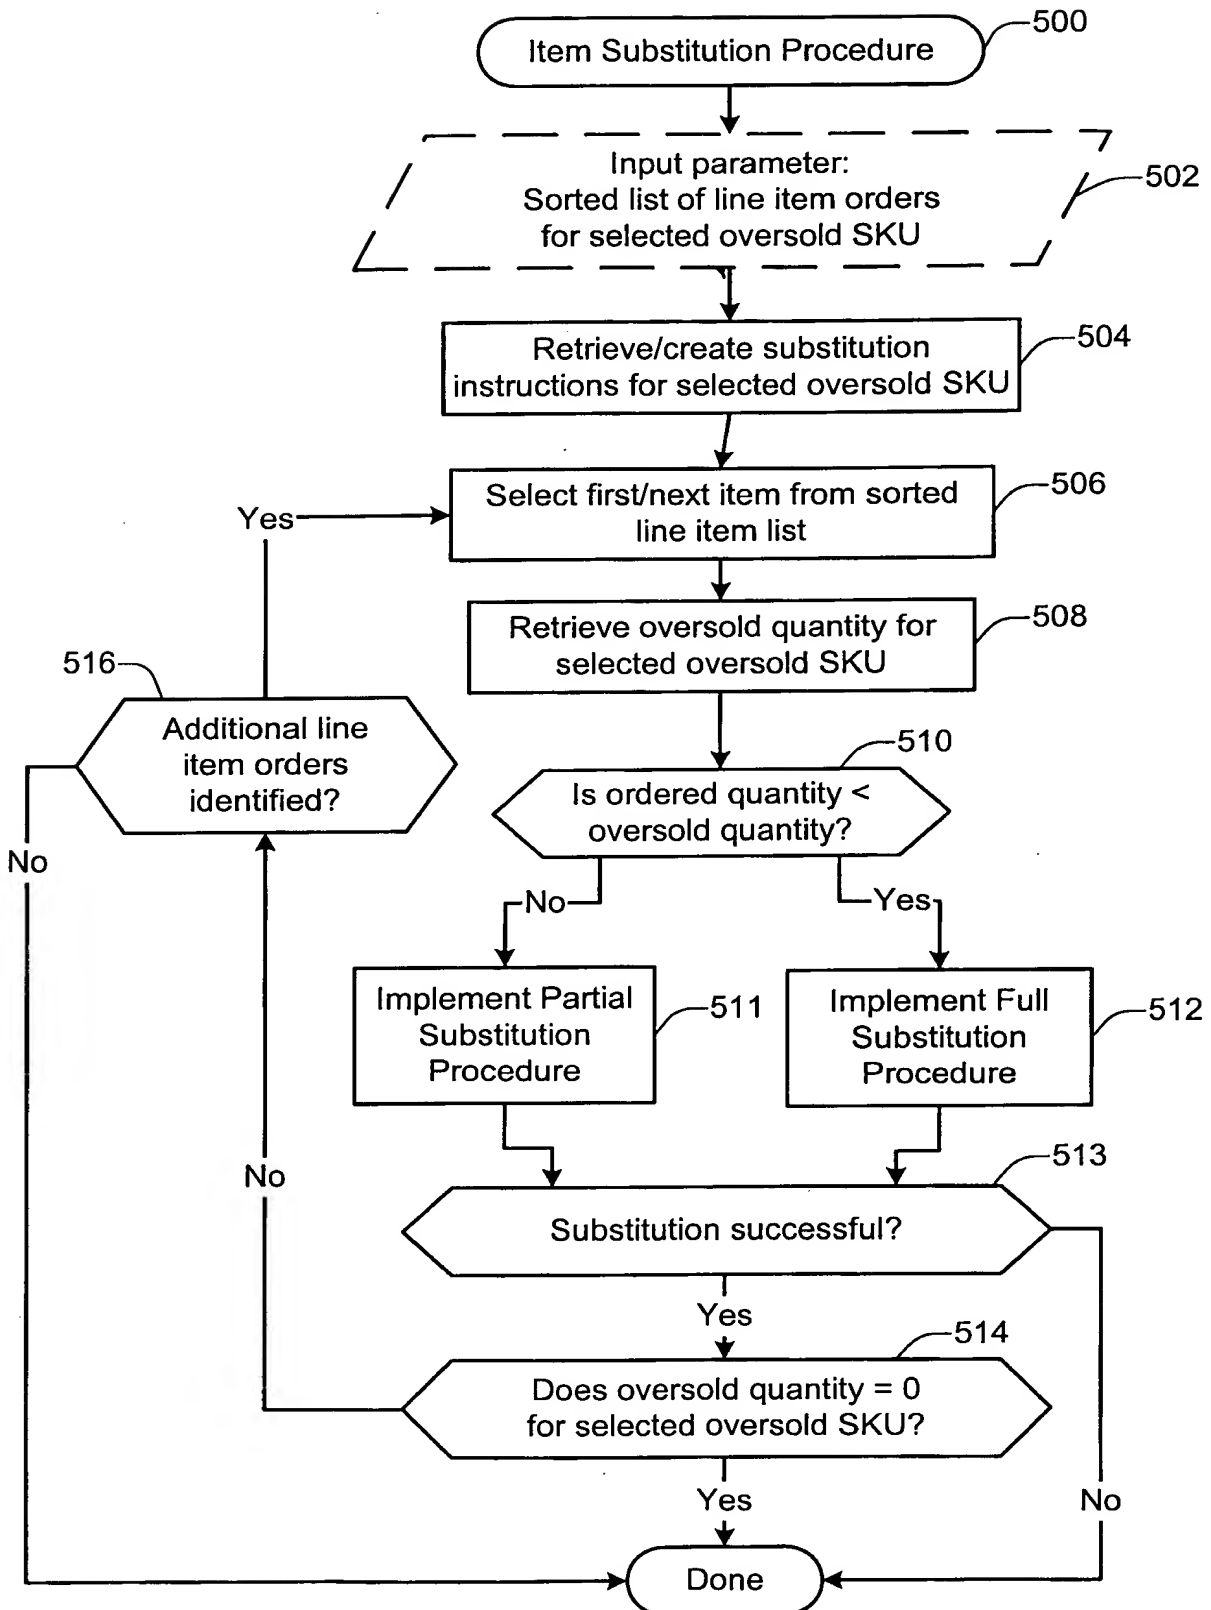 500
Item Substitution Procedure
Input parameter:
Sorted list of line item orders
for selected oversold SKU
502
504
Retrieve/create substitution
instructions for selected oversold SKU
506
Select first/next item from sorted
line item list
Yes
508
Retrieve oversold quantity for
selected oversold SKU
516
Additional line
item orders
identified?
510
Is ordered quantity <
oversold quantity?
No
No
Yes
Implement Partial
Substitution
Procedure
511
Implement Full
Substitution
Procedure
512
513
No
Substitution successful?
Yes
514
Does oversold quantity = 0
for selected oversold SKU?
Yes
No
Done